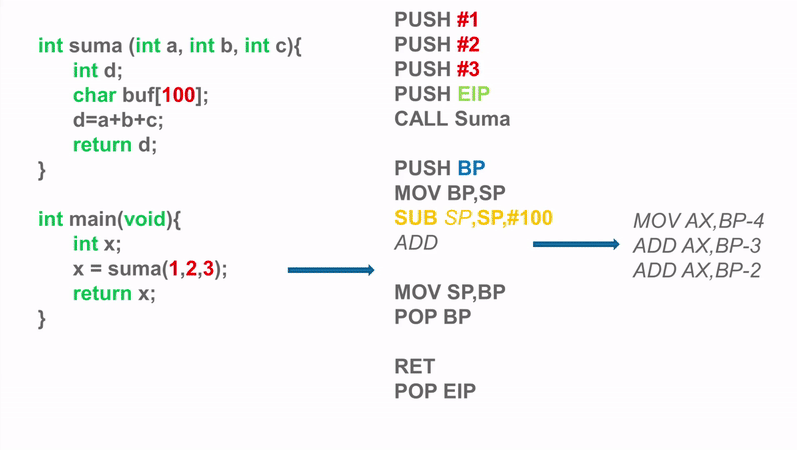 int suma (int a, int b, int c){
int d;
char buf[100];
d=a+b+c;
return d;
}
int main(void){
int x;
x = suma(1,2,3);
return x;
}
PUSH #1
PUSH #2
PUSH #3
PUSH EIP
CALL Suma
PUSH BP
MOV BP,SP
SUB SP,SP,#100
ADD
MOV SP,BP
POP BP
RET
POP EIP
MOV AX,BP-4
ADD AX,BP-3
ADD AX,BP-2